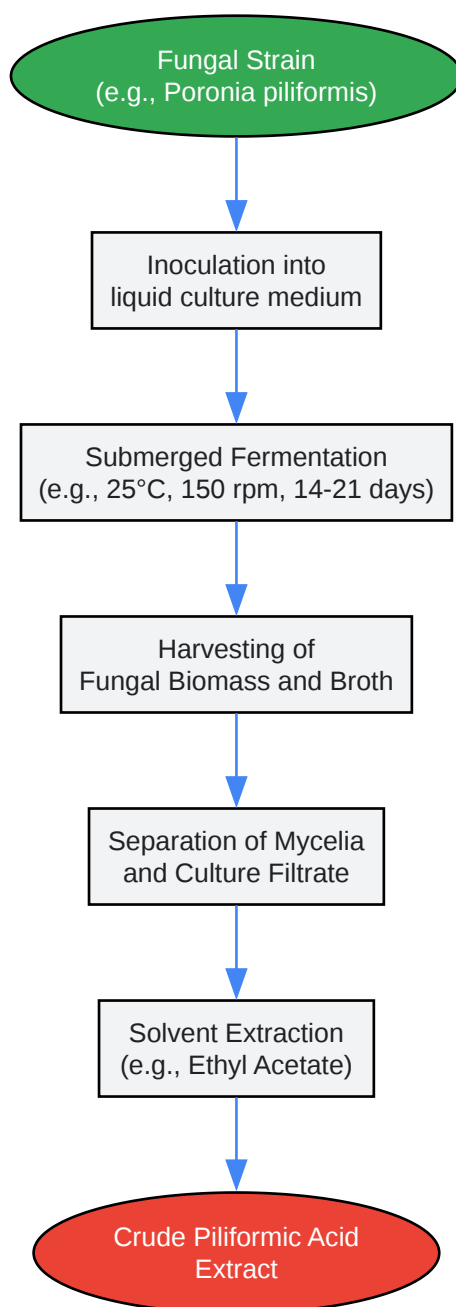 Fungal Strain
(e.g., Poronia piliformis)
Inoculation into
liquid culture medium
Submerged Fermentation
(e.g., 25°C, 150 rpm, 14-21 days)
Harvesting of
Fungal Biomass and Broth
Separation of Mycelia
and Culture Filtrate
Solvent Extraction
(e.g., Ethyl Acetate)
Crude Piliformic Acid
Extract